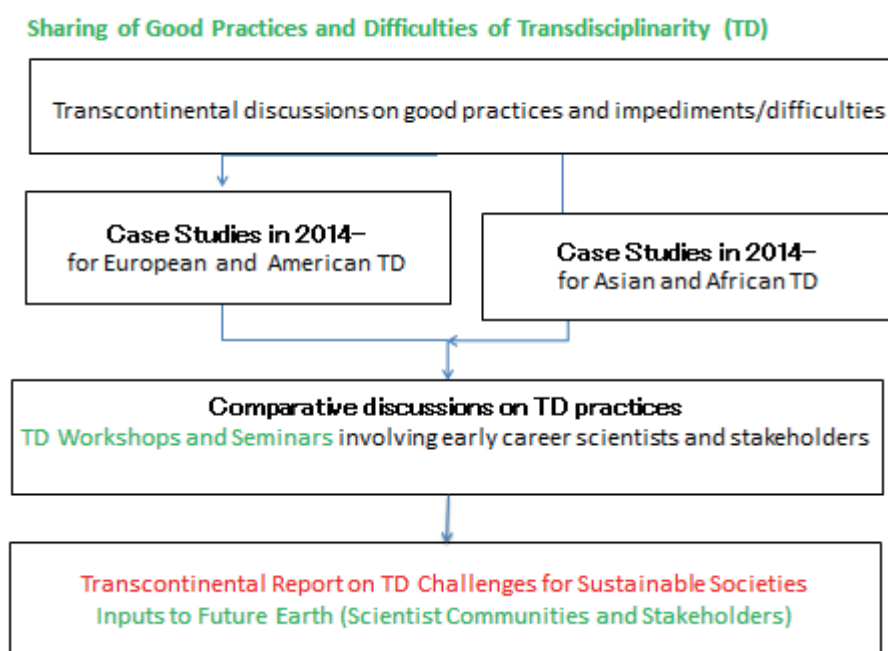 Sharing of Good Practices and Difficulties of Transdisciplinarity (TD)
Transcontinental discussions on good practices and impediments/difficulties
Case Studies in 2014–
for European and American TD
Case Studies in 2014–
for Asian and African TD
Comparative discussions on TD practices
TD Workshops and Seminars involving early career scientists and stakeholders
Transcontinental Report on TD Challenges for Sustainable Societies
Inputs to Future Earth (Scientist Communities and Stakeholders)